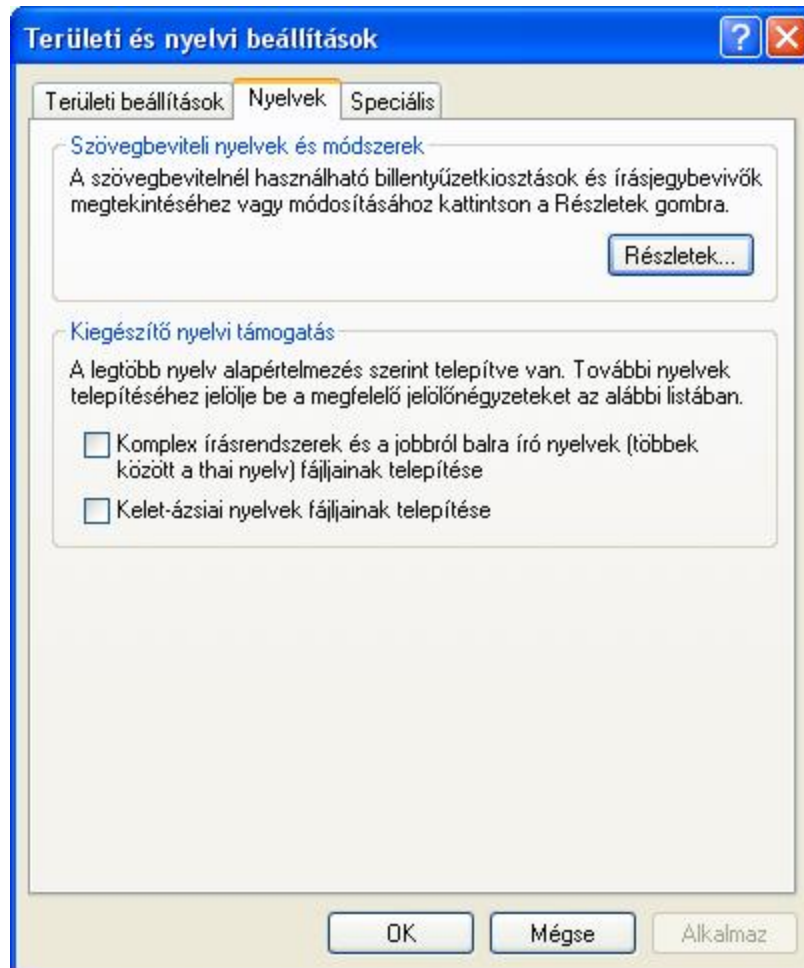 Területi és nyelvi beállítások
Területi beállítások Nyelvek Speciális
Szövegbeviteli nyelvek és módszerek
A szövegbevitelnél használható billentyűzetkiosztások és írásjegybevivők
megtekintéséhez vagy módosításához kattintson a Részletek gombra.
Részletek...
Kiegészítő nyelvi támogatás
A legtöbb nyelv alapértelmezés szerint telepítve van. További nyelvek
telepítéséhez jelölje be a megfelelő jelölőnégyzeteket az alábbi listában.
Komplex írásrendszerek és a jobbról balra író nyelvek (többek
között a thai nyelv) fájljainak telepítése
Kelet-ázsiai nyelvek fájljainak telepítése
OK Mégse Alkalmaz